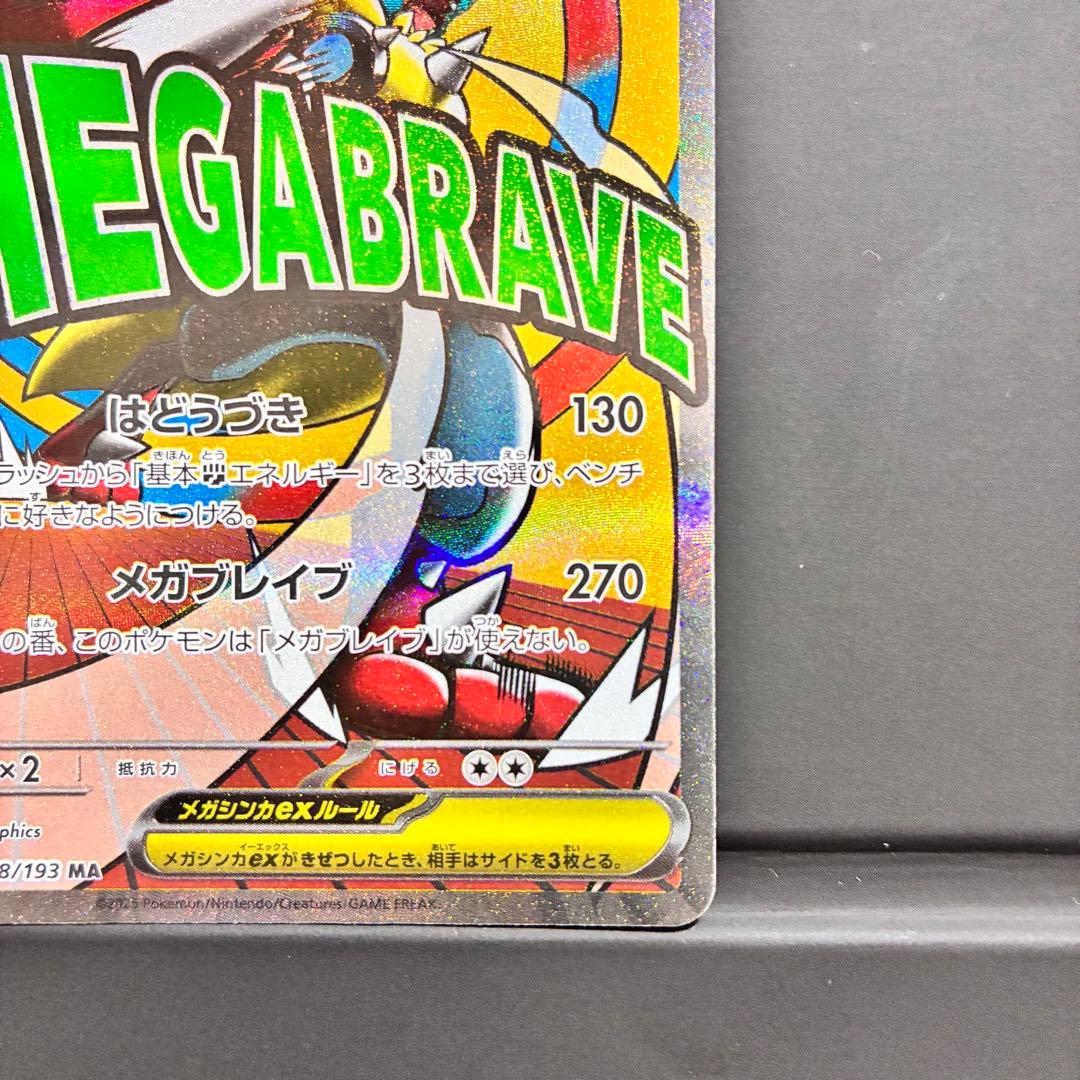 MEGABRAVE
はどうづき 130
ラッシュから「基本エネルギー」を3枚まで選び、ベンチ
に好きなようにつける。
メガブレイブ 270
の番、このポケモンは「メガブレイブ」が使えない。
×2 抵抗力 にげる
メガシンカexルール
メガシンカexがきぜつしたとき、相手はサイドを3枚とる。
phics
8/193 MA
©2025 Pokémon/Nintendo/Creatures/GAME FREAK.